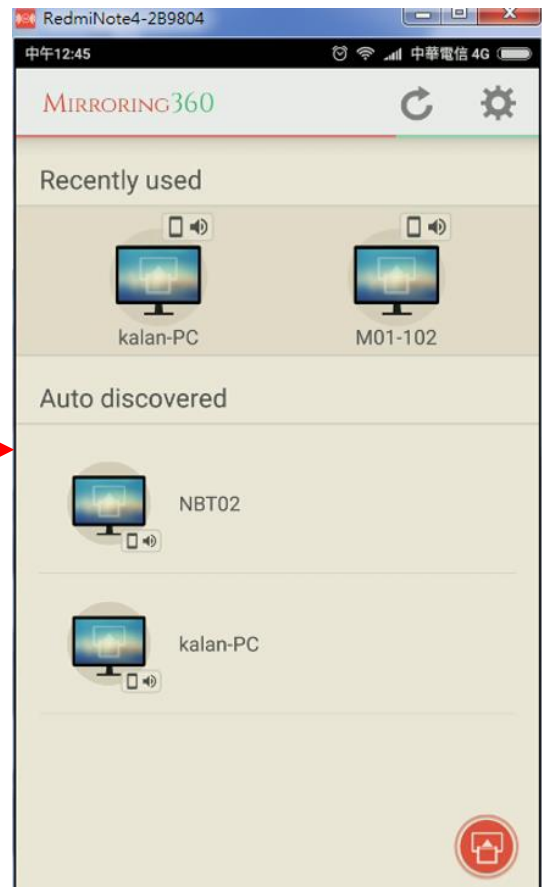 RedmiNote4-2B9804
中午12:45 中華電信 4G
MIRRORING360
Recently used
kalan-PC M01-102
Auto discovered
NBT02
kalan-PC